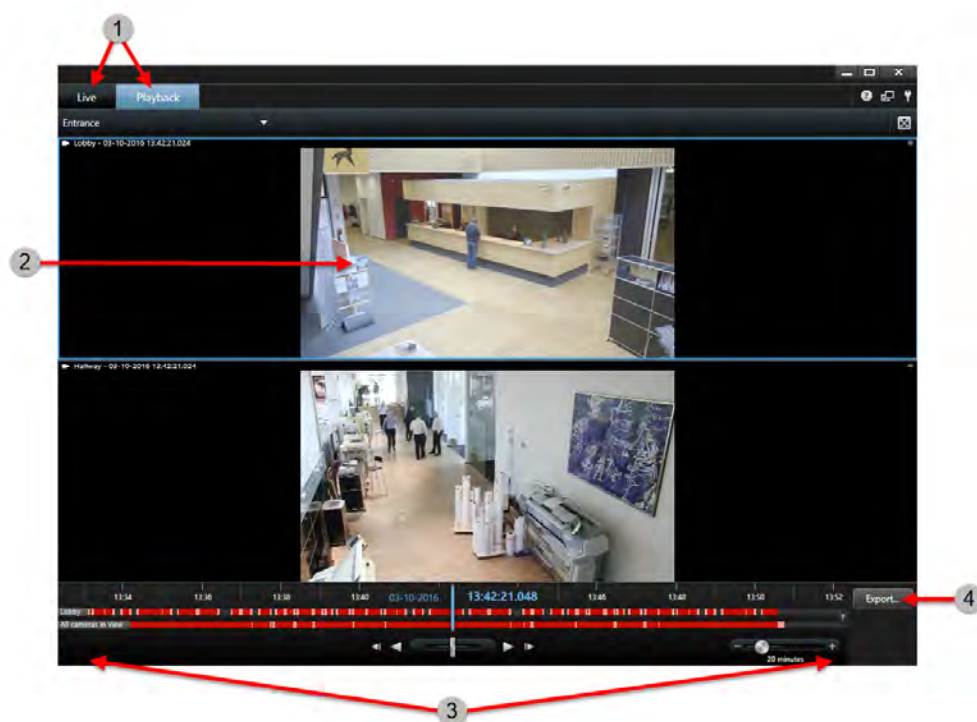 1
Live Playback
Entrance
Lobby - 03-10-2016 13:42:21.024
2
Hallway - 03-10-2016 13:42:21.024
13:34 13:36 13:38 13:40 03-10-2016 13:42:21.048 13:46 13:48 13:50 13:52 Export...
4
Lobby
All cameras in view
20 minutes
3